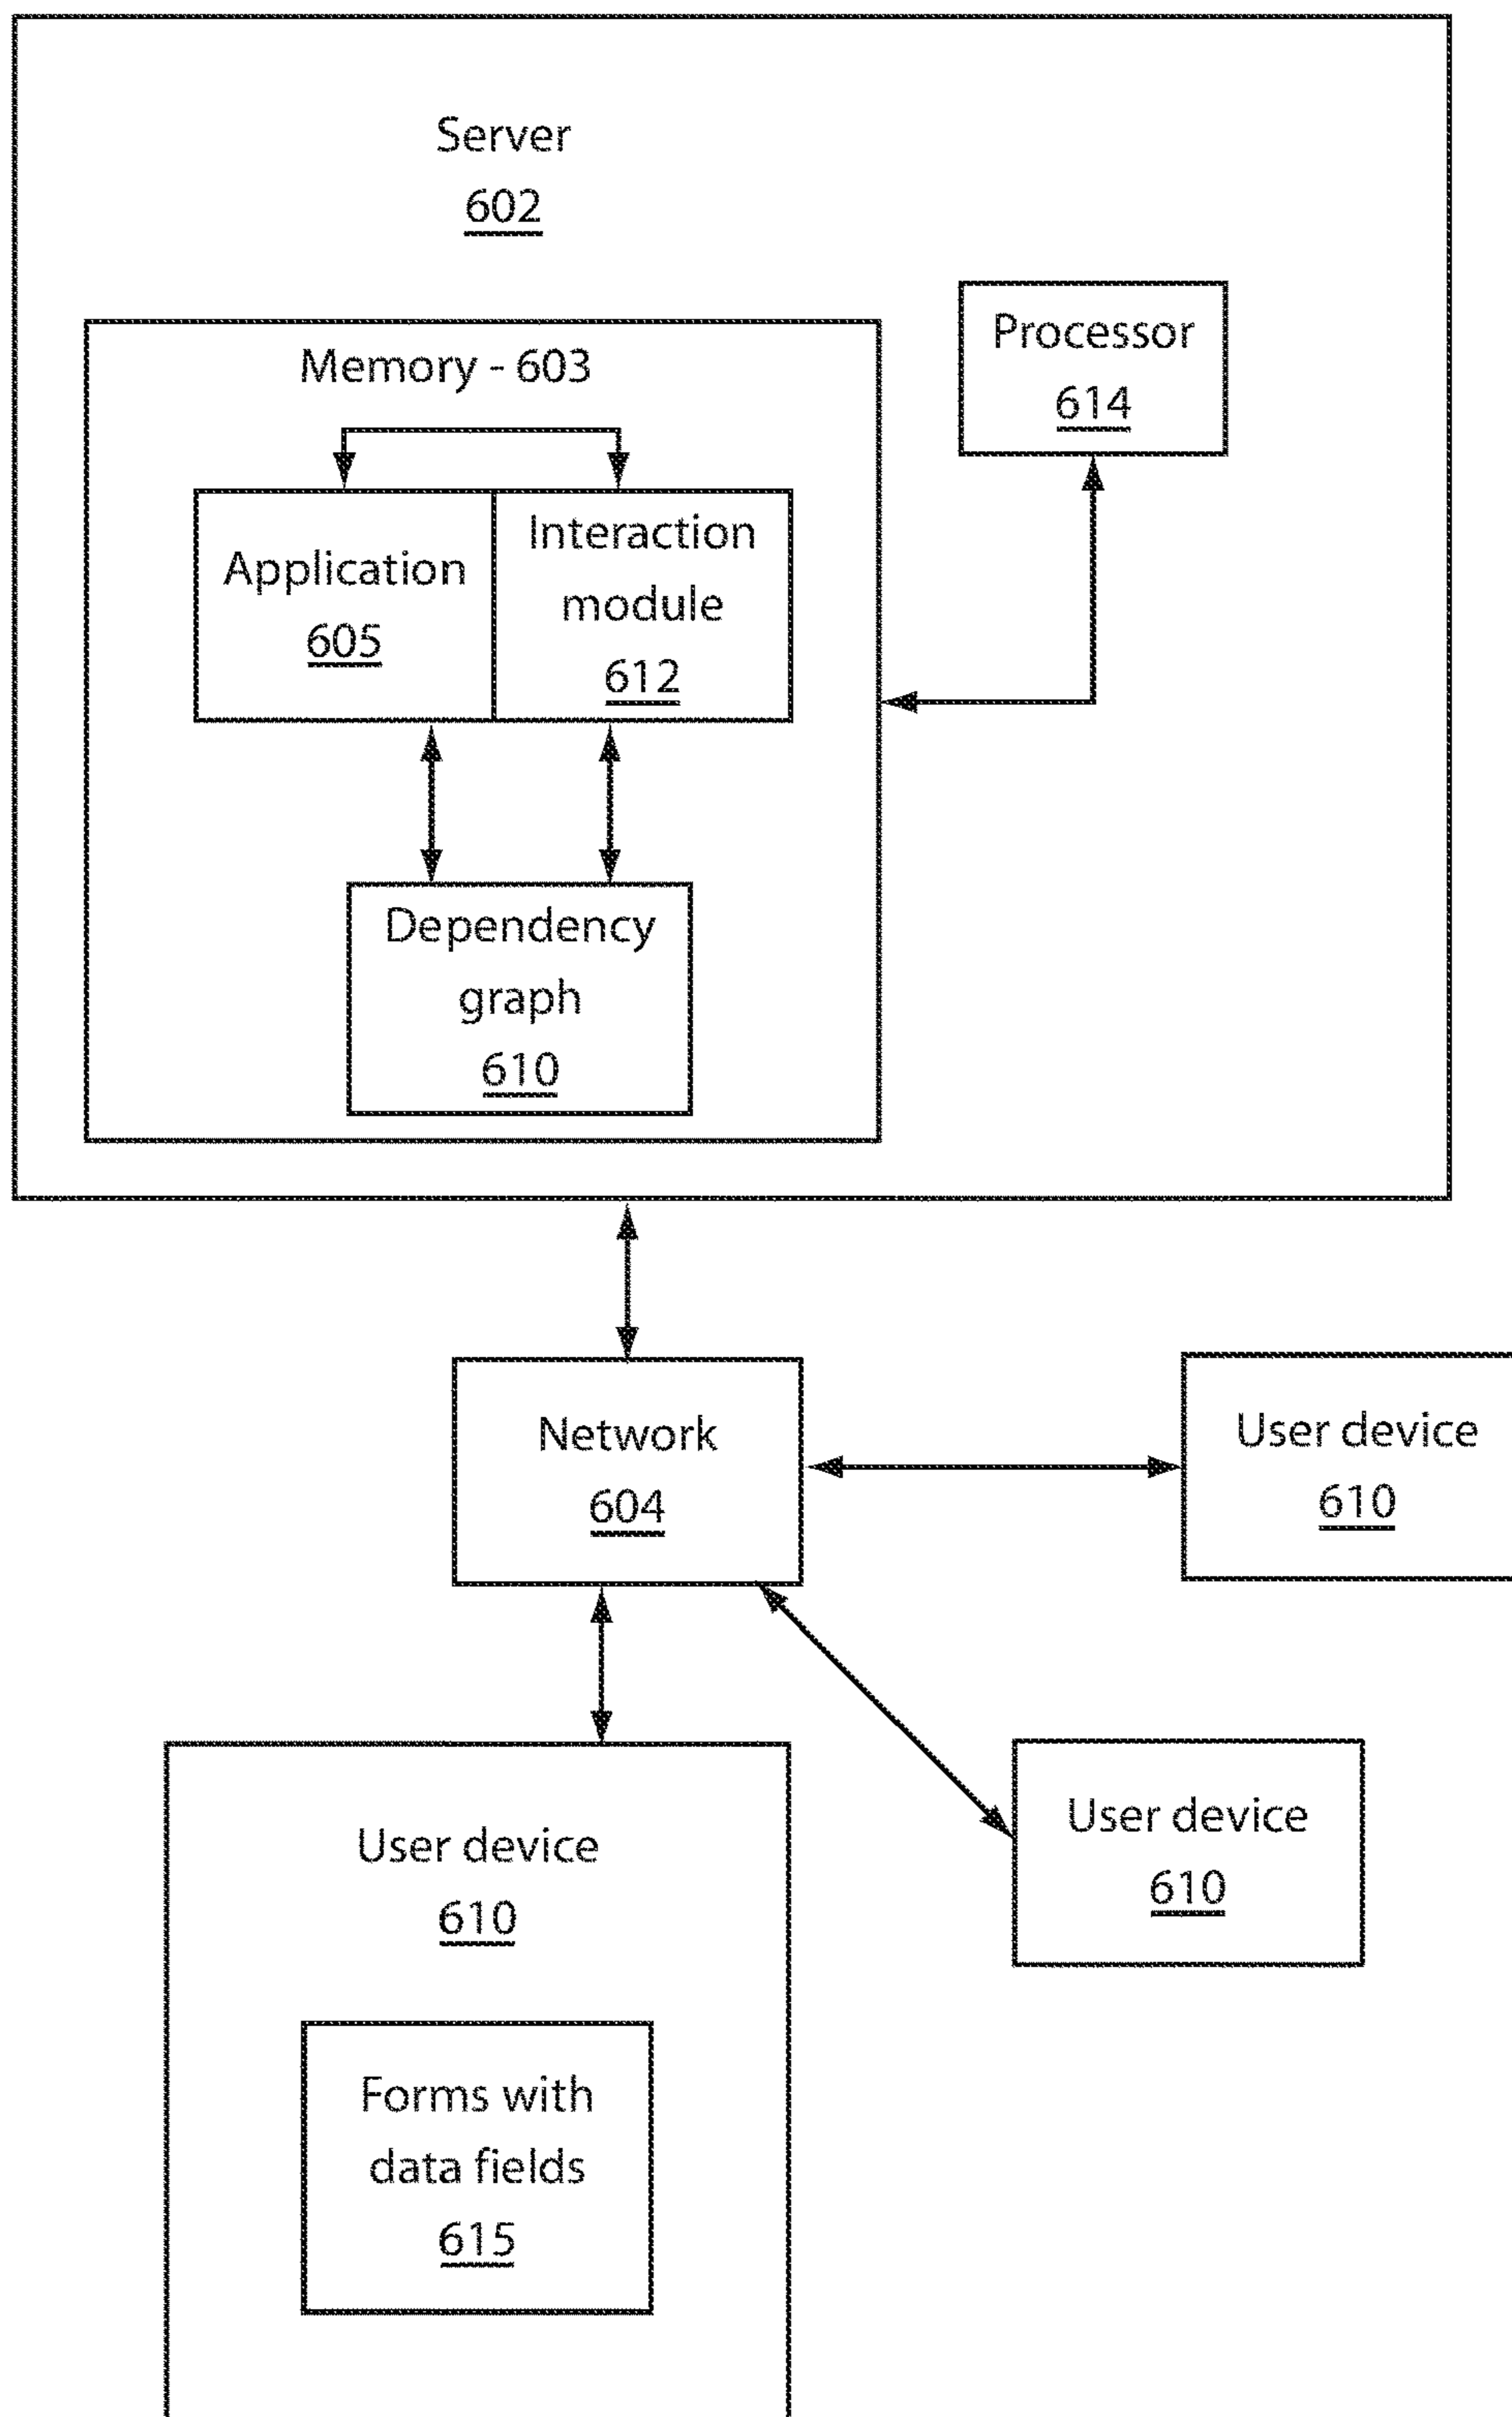 Server
602
Memory - 603
Processor
614
Application
605
Interaction
module
612
Dependency
graph
610
Network
604
User device
610
User device
610
User device
610
Forms with
data fields
615